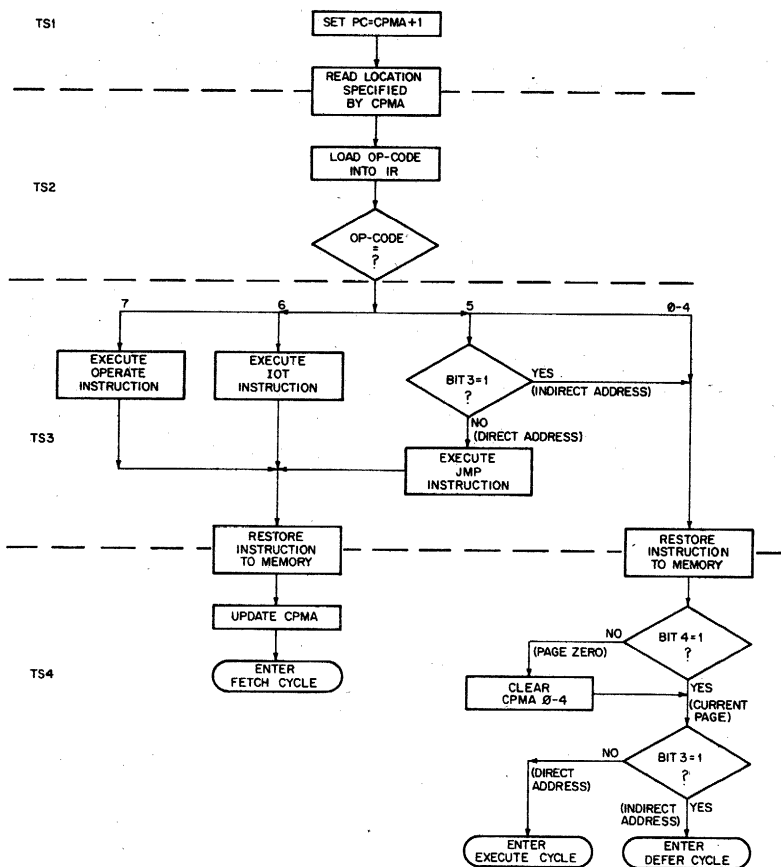 TS1
SET PC=CPMA+1
READ LOCATION
SPECIFIED
BY CPMA
TS2
LOAD OP-CODE
INTO IR
OP-CODE
=
?
7
6
5
0-4
EXECUTE
OPERATE
INSTRUCTION
EXECUTE
IOT
INSTRUCTION
BIT 3=1
?
YES
(INDIRECT ADDRESS)
NO
(DIRECT ADDRESS)
TS3
EXECUTE
JMP
INSTRUCTION
RESTORE
INSTRUCTION
TO MEMORY
RESTORE
INSTRUCTION
TO MEMORY
UPDATE CPMA
BIT 4=1
?
NO
(PAGE ZERO)
TS4
ENTER
FETCH CYCLE
CLEAR
CPMA 0-4
YES
(CURRENT
PAGE)
BIT 3=1
?
NO
(DIRECT
ADDRESS)
(INDIRECT
ADDRESS)
YES
ENTER
EXECUTE CYCLE
ENTER
DEFER CYCLE